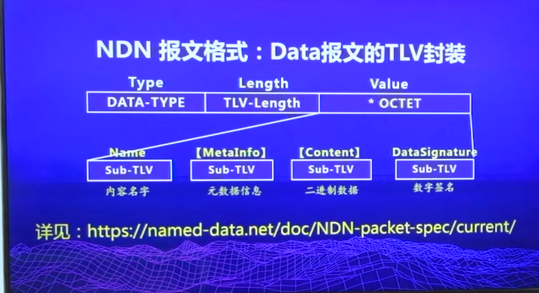 NDN 报文格式：Data报文的TLV封装
Type Length Value
DATA-TYPE TLV-Length * OCTET
Name 【MetaInfo】 【Content】 DataSignature
Sub-TLV Sub-TLV Sub-TLV Sub-TLV
内容名字 元数据信息 二进制数据 数字签名
详见：https://named-data.net/doc/NDN-packet-spec/current/